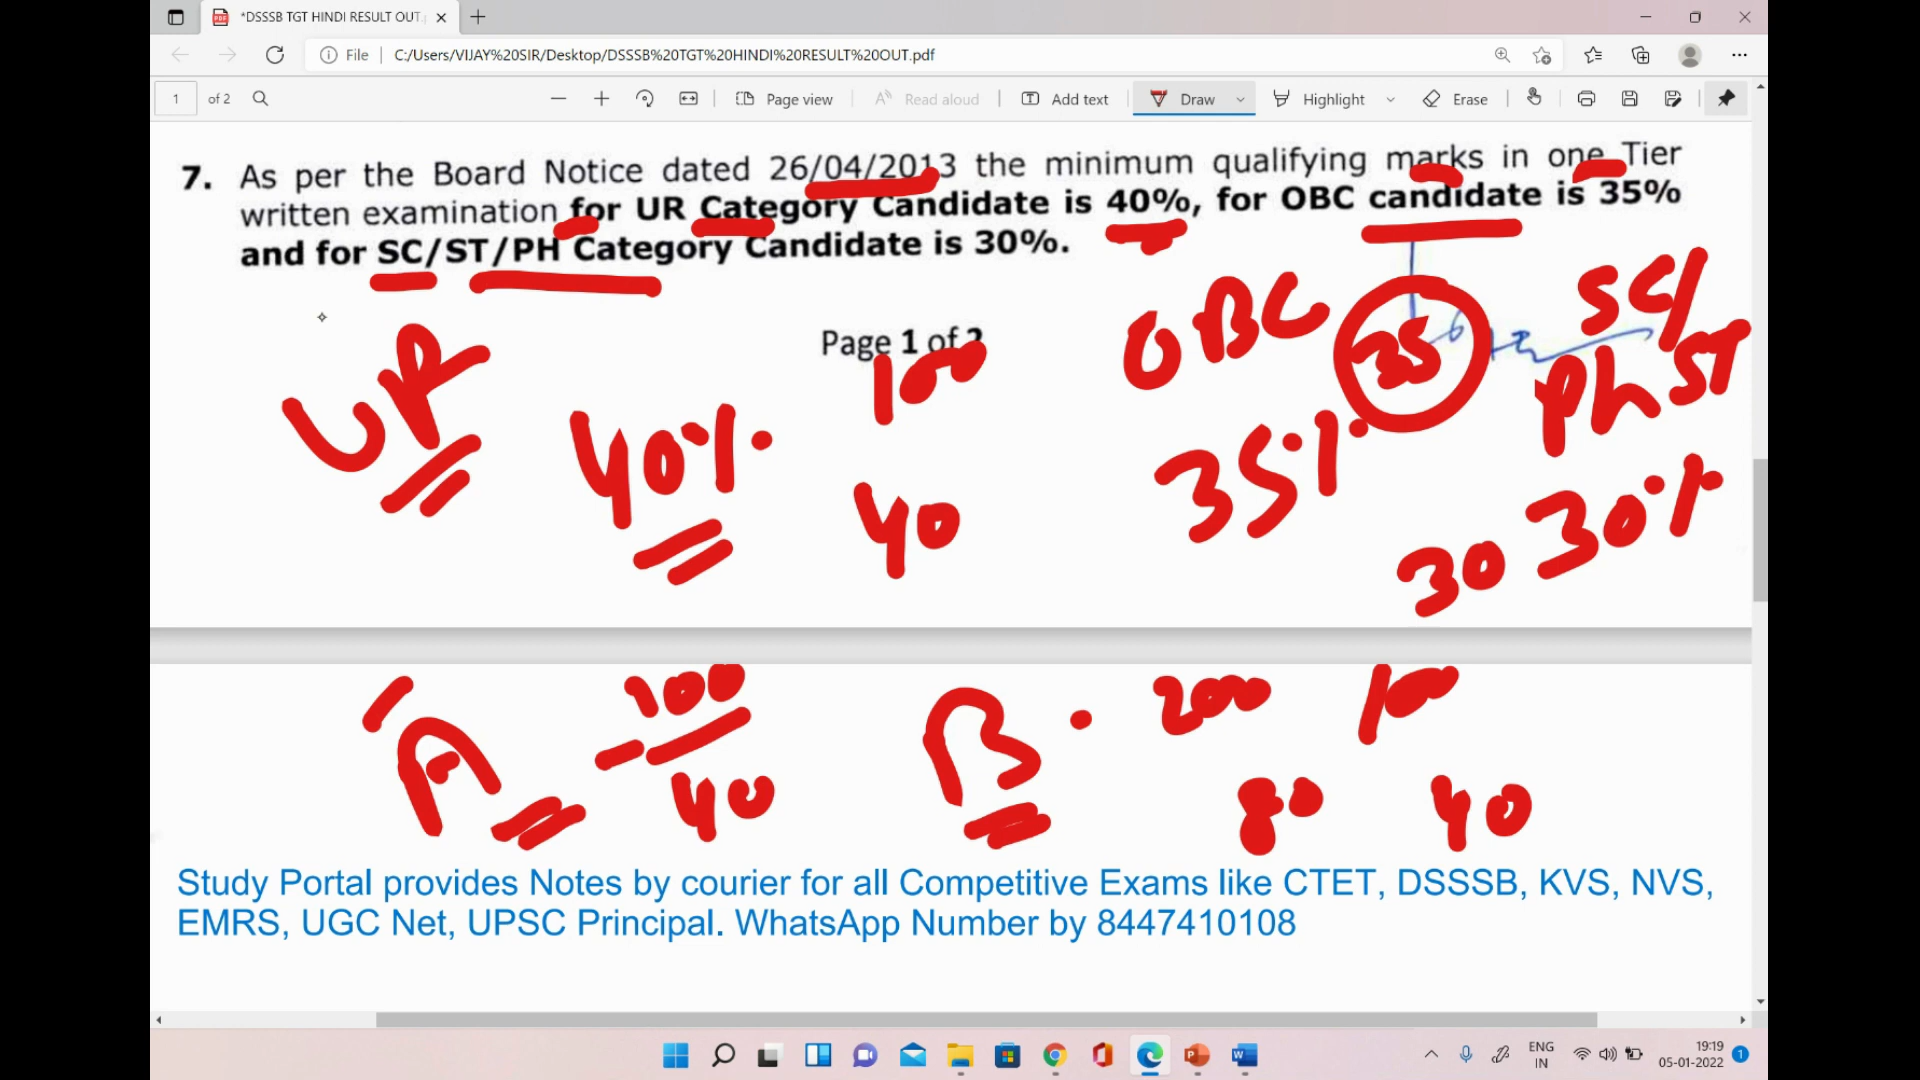 *DSSSB TGT HINDI RESULT OUT.
File C:/Users/VIJAY%20SIR/Desktop/DSSSB%20TGT%20HINDI%20RESULT%20OUT.pdf
1 of 2 Page view Read aloud Add text Draw Highlight Erase
7. As per the Board Notice dated 26/04/2013 the minimum qualifying marks in one Tier
written examination for UR Category Candidate is 40%, for OBC candidate is 35%
and for SC/ST/PH Category Candidate is 30%.
Page 1 of 2
UR 40% 100 40
OBC 35 35%
SC/ST Ph 30% 30
A 100 40
B 200 80 100 40
Study Portal provides Notes by courier for all Competitive Exams like CTET, DSSSB, KVS, NVS,
EMRS, UGC Net, UPSC Principal. WhatsApp Number by 8447410108
ENG
IN
19:19
05-01-2022
1